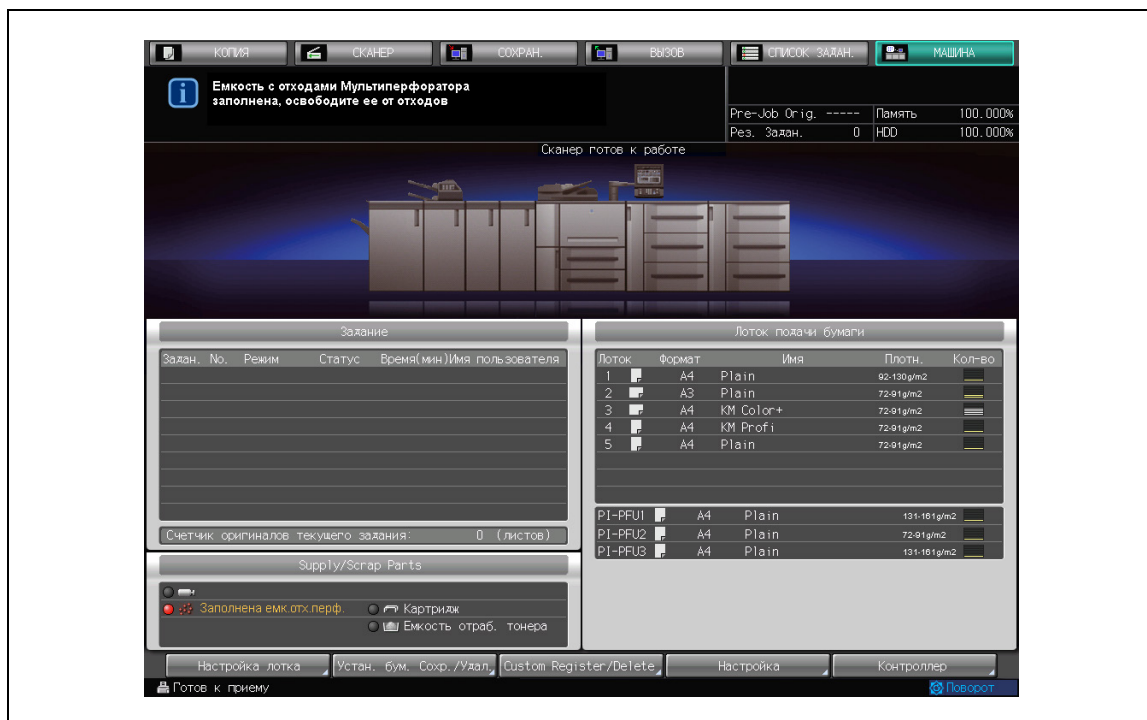 КОПИЯ СКАНЕР СОХРАН. ВЫЗОВ СПИСОК ЗАДАН. МАШИНА
Емкость с отходами Мультиперфоратора
заполнена, освободите ее от отходов
Pre-Job Orig. ----- Память 100.000%
Рез. Задан. 0 HDD 100.000%
Сканер готов к работе
Задание
Задан. No. Режим Статус Время(мин) Имя пользователя
Счетчик оригиналов текущего задания: 0 (листов)
Supply/Scrap Parts
Заполнена емк.отх.перф. Картридж
Емкость отраб. тонера
Лоток подачи бумаги
Лоток Формат Имя Плотн. Кол-во
1 A4 Plain 92-130g/m2
2 A3 Plain 72-91g/m2
3 A4 KM Color+ 72-91g/m2
4 A4 KM Profi 72-91g/m2
5 A4 Plain 72-91g/m2
PI-PFU1 A4 Plain 131-161g/m2
PI-PFU2 A4 Plain 72-91g/m2
PI-PFU3 A4 Plain 131-161g/m2
Настройка лотка Устан. бум. Сохр./Удал. Custom Register/Delete Настройка Контроллер
Готов к приему Поворот